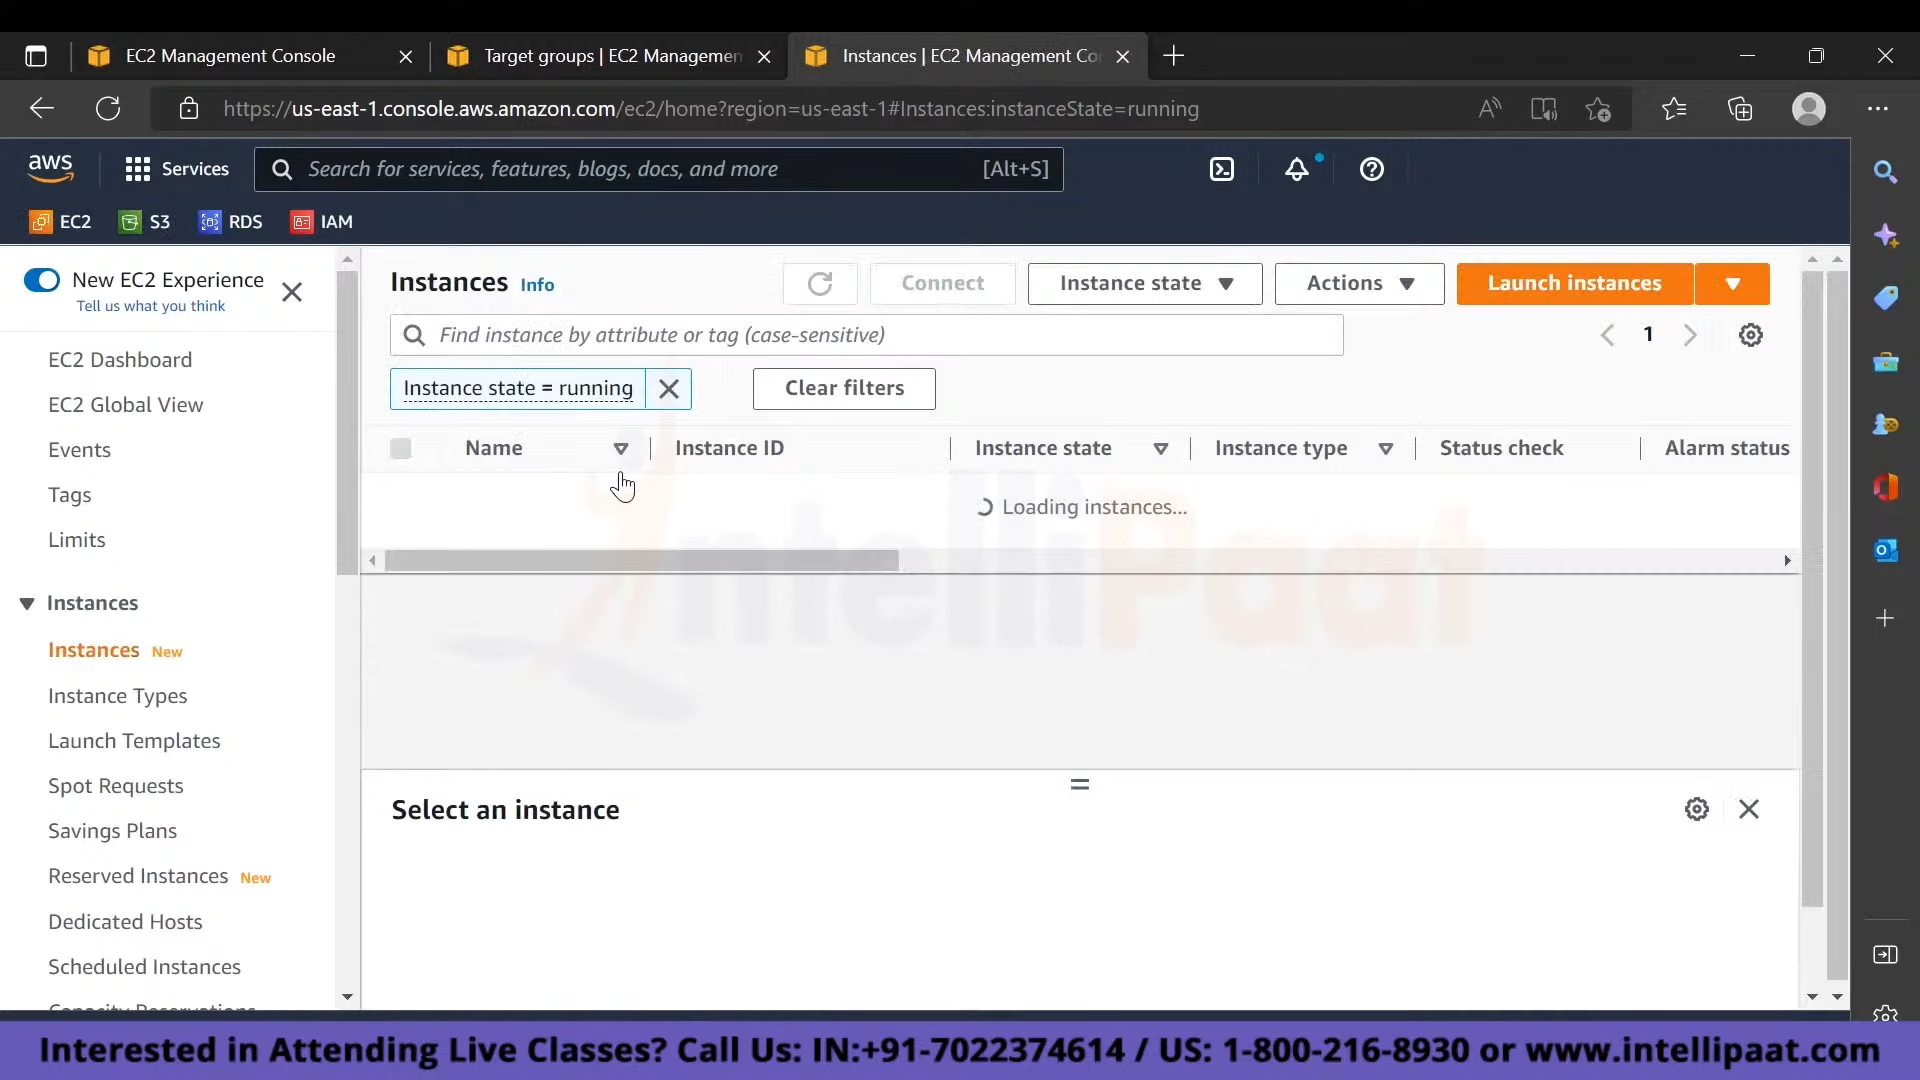 EC2 Management Console
Target groups | EC2 Managemen
Instances | EC2 Management Co
https://us-east-1.console.aws.amazon.com/ec2/home?region=us-east-1#Instances:instanceState=running
aws
Services
Search for services, features, blogs, docs, and more
[Alt+S]
EC2
S3
RDS
IAM
New EC2 Experience
Tell us what you think
EC2 Dashboard
EC2 Global View
Events
Tags
Limits
Instances
Instances New
Instance Types
Launch Templates
Spot Requests
Savings Plans
Reserved Instances New
Dedicated Hosts
Scheduled Instances
Capacity Reservations
Instances Info
Connect
Instance state
Actions
Launch instances
Find instance by attribute or tag (case-sensitive)
1
Instance state = running
Clear filters
Name
Instance ID
Instance state
Instance type
Status check
Alarm status
Loading instances...
intelliPaat
Select an instance
Interested in Attending Live Classes? Call Us: IN:+91-7022374614 / US: 1-800-216-8930 or www.intellipaat.com